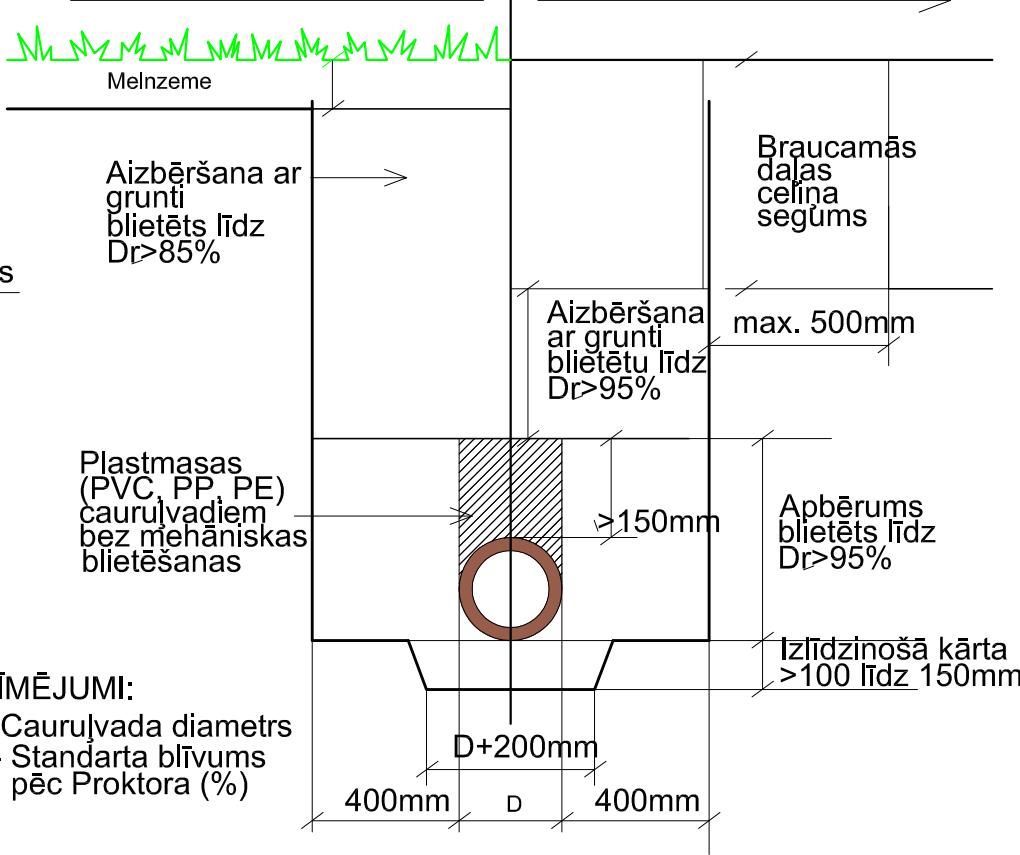 Melnzeme
Aizbēršana ar
grunti
blietēts līdz
Dr>85%
Braucamās
daļas
celiņa
segums
s
Aizbēršana
ar grunti
blietētu līdz
Dr>95%
max. 500mm
Plastmasas
(PVC, PP, PE)
cauruļvadiem
bez mehāniskas
blietēšanas
>150mm
Apbērums
blietēts līdz
Dr>95%
Izlīdzinošā kārta
>100 līdz 150mm
ĪMĒJUMI:
Cauruļvada diametrs
- Standarta blīvums
pēc Proktora (%)
D+200mm
400mm
D
400mm